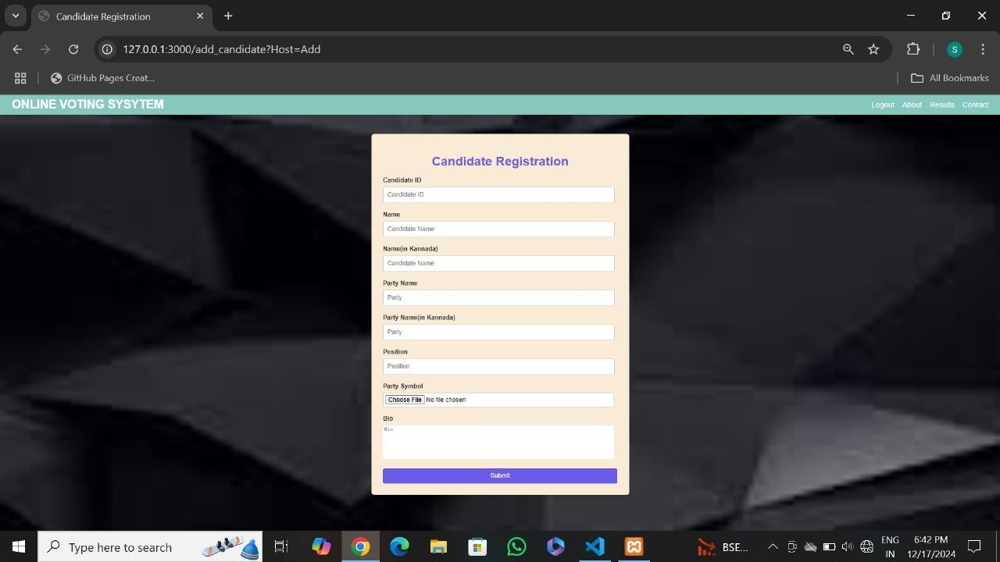 Candidate Registration
127.0.0.1:3000/add_candidate?Host=Add
S
GitHub Pages Creat...
All Bookmarks
ONLINE VOTING SYSYTEM
Logout About Results Contact
Candidate Registration
Candidate ID
Candidate ID
Name
Candidate Name
Name(in Kannada)
Candidate Name
Party Name
Party
Party Name(in Kannada)
Party
Position
Position
Party Symbol
Choose File No file chosen
Bio
Bio
Submit
Type here to search
BSE...
ENG
IN
6:42 PM
12/17/2024